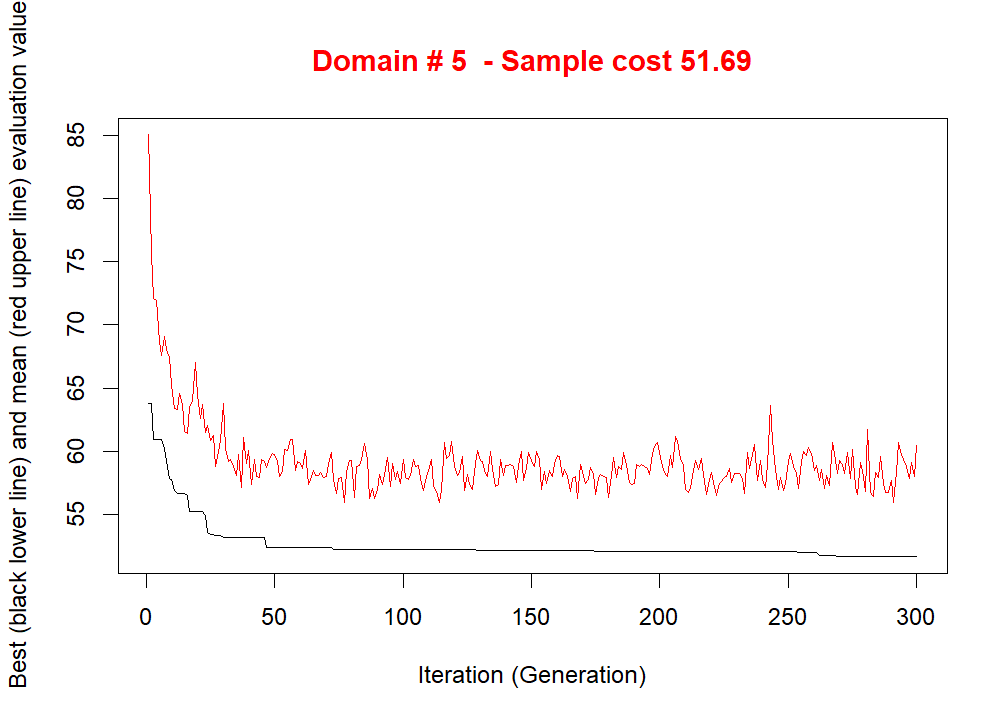 Domain # 5  - Sample cost 51.69
Best (black lower line) and mean (red upper line) evaluation value
85
80
75
70
65
60
55
0 50 100 150 200 250 300
Iteration (Generation)